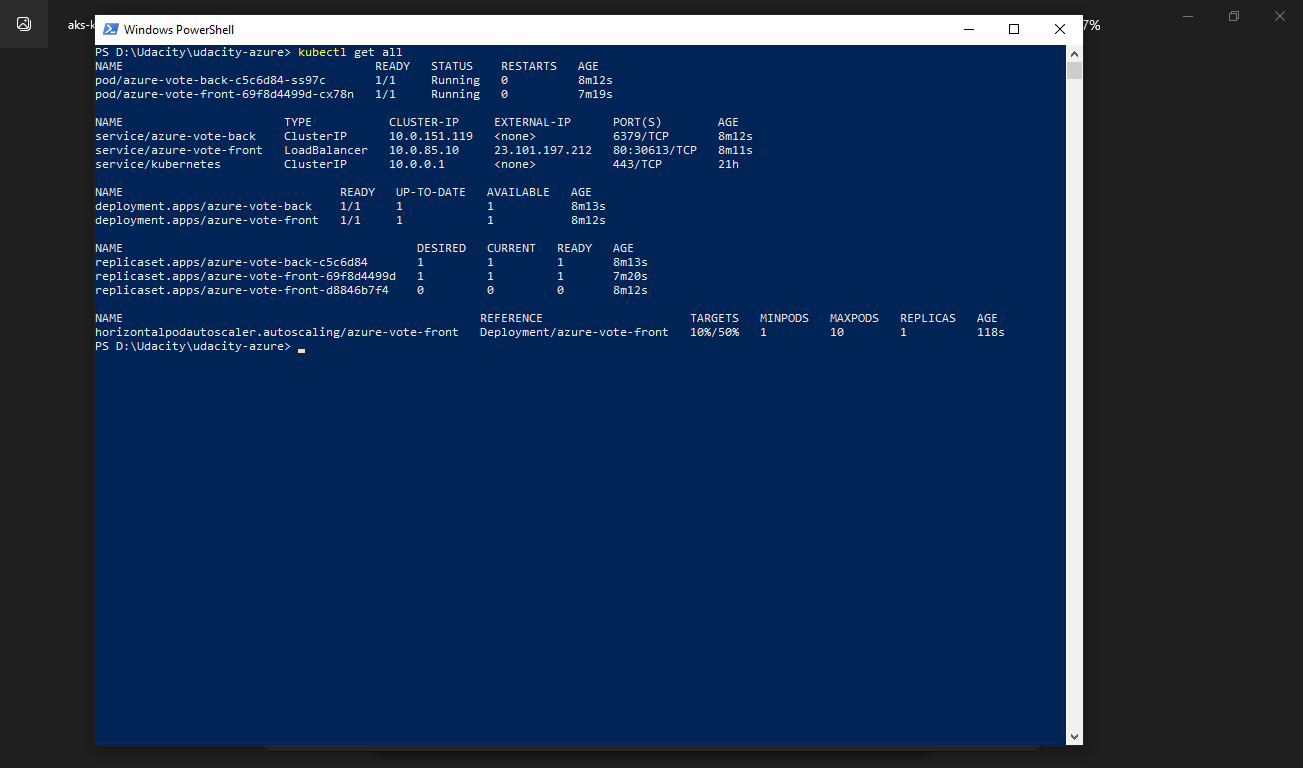 aks-k
Windows PowerShell
7%
PS D:\Udacity\udacity-azure> kubectl get all
NAME                                    READY   STATUS    RESTARTS   AGE
pod/azure-vote-back-c5c6d84-ss97c       1/1     Running   0          8m12s
pod/azure-vote-front-69f8d4499d-cx78n   1/1     Running   0          7m19s
NAME                       TYPE           CLUSTER-IP     EXTERNAL-IP      PORT(S)        AGE
service/azure-vote-back    ClusterIP      10.0.151.119   <none>           6379/TCP       8m12s
service/azure-vote-front   LoadBalancer   10.0.85.10     23.101.197.212   80:30613/TCP   8m11s
service/kubernetes         ClusterIP      10.0.0.1       <none>           443/TCP        21h
NAME                               READY   UP-TO-DATE   AVAILABLE   AGE
deployment.apps/azure-vote-back    1/1     1            1           8m13s
deployment.apps/azure-vote-front   1/1     1            1           8m12s
NAME                                          DESIRED   CURRENT   READY   AGE
replicaset.apps/azure-vote-back-c5c6d84       1         1         1       8m13s
replicaset.apps/azure-vote-front-69f8d4499d   1         1         1       7m20s
replicaset.apps/azure-vote-front-d8846b7f4    0         0         0       8m12s
NAME                                                   REFERENCE                     TARGETS   MINPODS   MAXPODS   REPLICAS   AGE
horizontalpodautoscaler.autoscaling/azure-vote-front   Deployment/azure-vote-front   10%/50%   1         10        1          118s
PS D:\Udacity\udacity-azure>